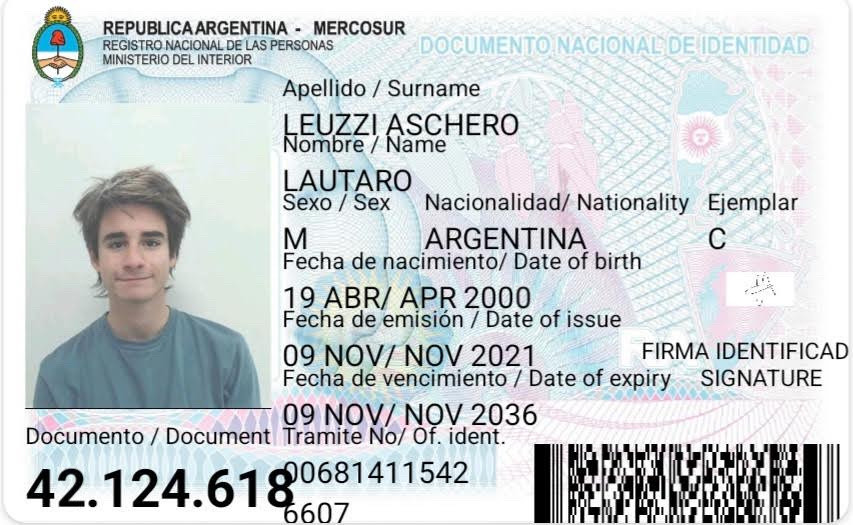 REPUBLICA ARGENTINA - MERCOSUR
REGISTRO NACIONAL DE LAS PERSONAS
MINISTERIO DEL INTERIOR
DOCUMENTO NACIONAL DE IDENTIDAD
Apellido / Surname
LEUZZI ASCHERO
Nombre / Name
LAUTARO
Sexo / Sex Nacionalidad/ Nationality Ejemplar
M ARGENTINA C
Fecha de nacimiento/ Date of birth
19 ABR/ APR 2000
Fecha de emisión / Date of issue
09 NOV/ NOV 2021
FIRMA IDENTIFICAD
Fecha de vencimiento / Date of expiry SIGNATURE
09 NOV/ NOV 2036
Documento / Document Tramite No/ Of. ident.
42.124.618 00681411542
6607